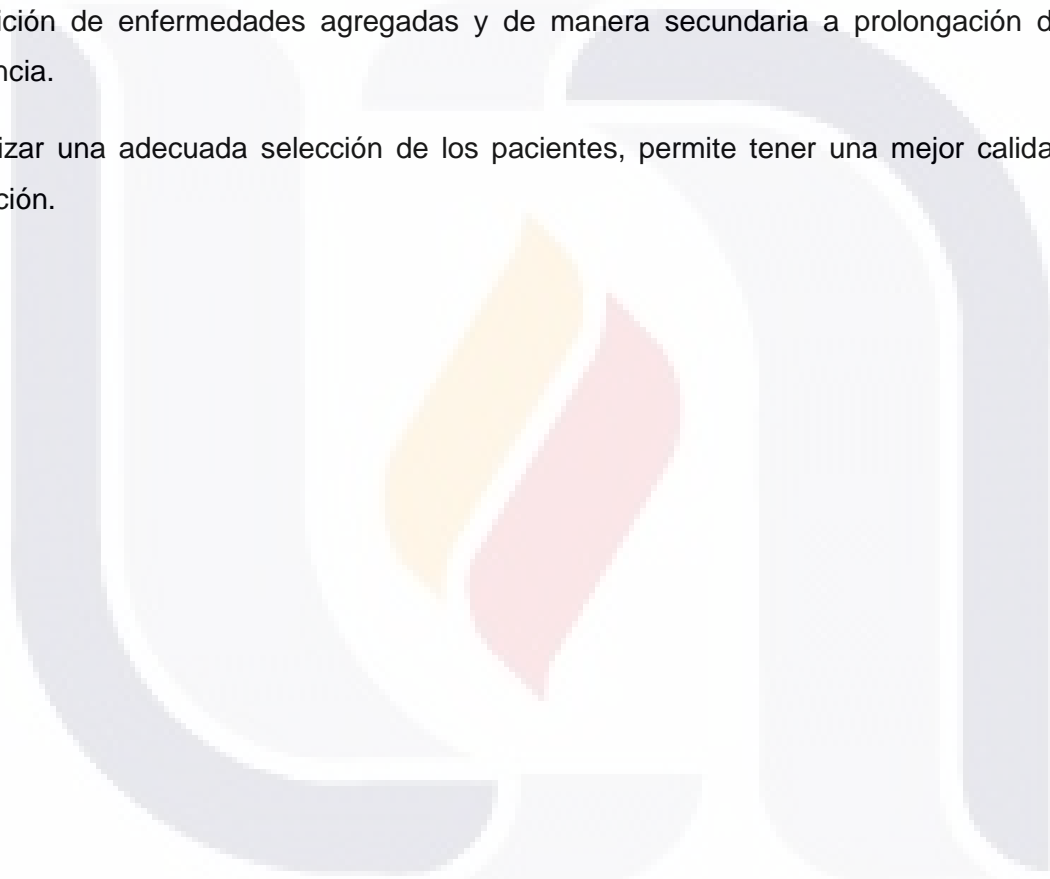 ición de enfermedades agregadas y de manera secundaria a prolongación d
ncia.
izar una adecuada selección de los pacientes, permite tener una mejor calida
ción.